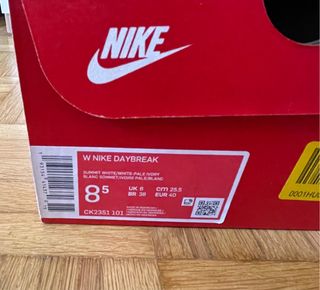 NIKE
W NIKE DAYBREAK
SUMMIT WHITE/WHITE-PALE IVORY
BLANC SOMMET/IVOIRE PALE/BLANC
8.5
UK 6 cm 25.5
BR 38 EUR 40
CK2351 101